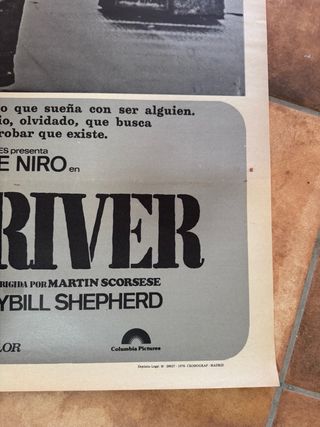 o que sueña con ser alguien.
io, olvidado, que busca
robar que existe.
ES presenta
E NIRO en
RIVER
RIGIDA POR MARTIN SCORSESE
YBILL SHEPHERD
LOR
Columbia Pictures